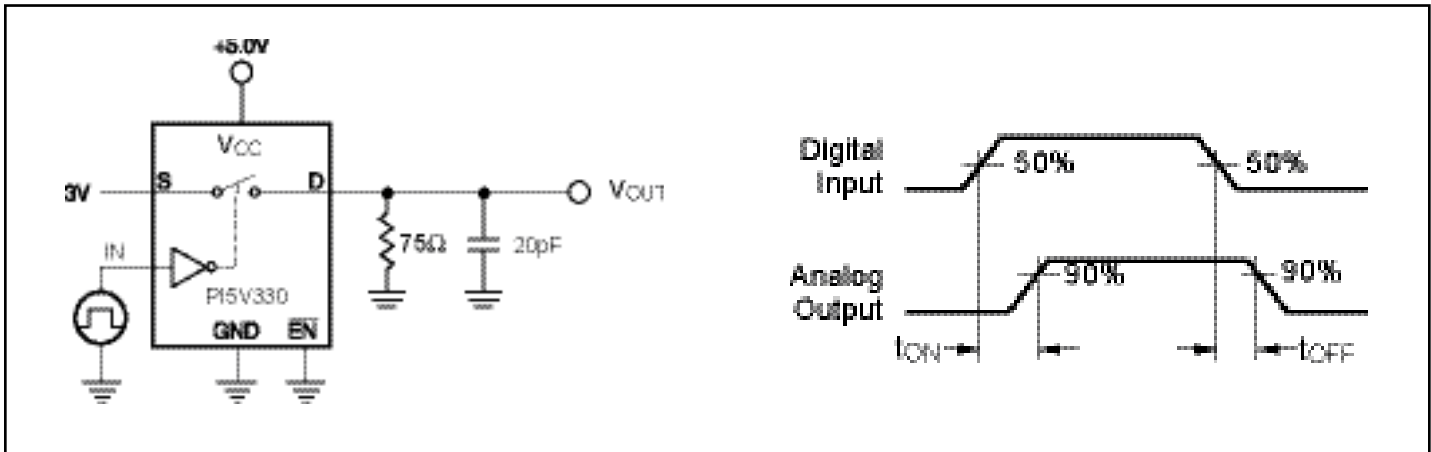 +5.0V
VCC
S
D
3V
VOUT
IN
75Ω
20pF
PI5V330
GND
EN
Digital
Input
50%
50%
Analog
Output
90%
90%
tON
tOFF